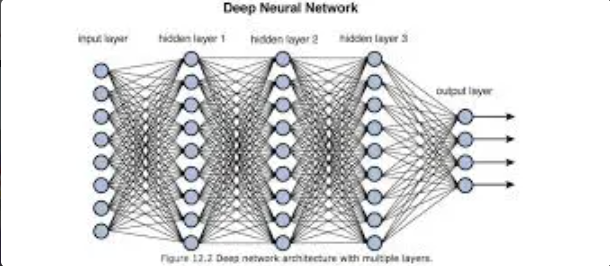 Deep Neural Network
input layer
hidden layer 1
hidden layer 2
hidden layer 3
output layer
Figure 12.2 Deep network architecture with multiple layers.